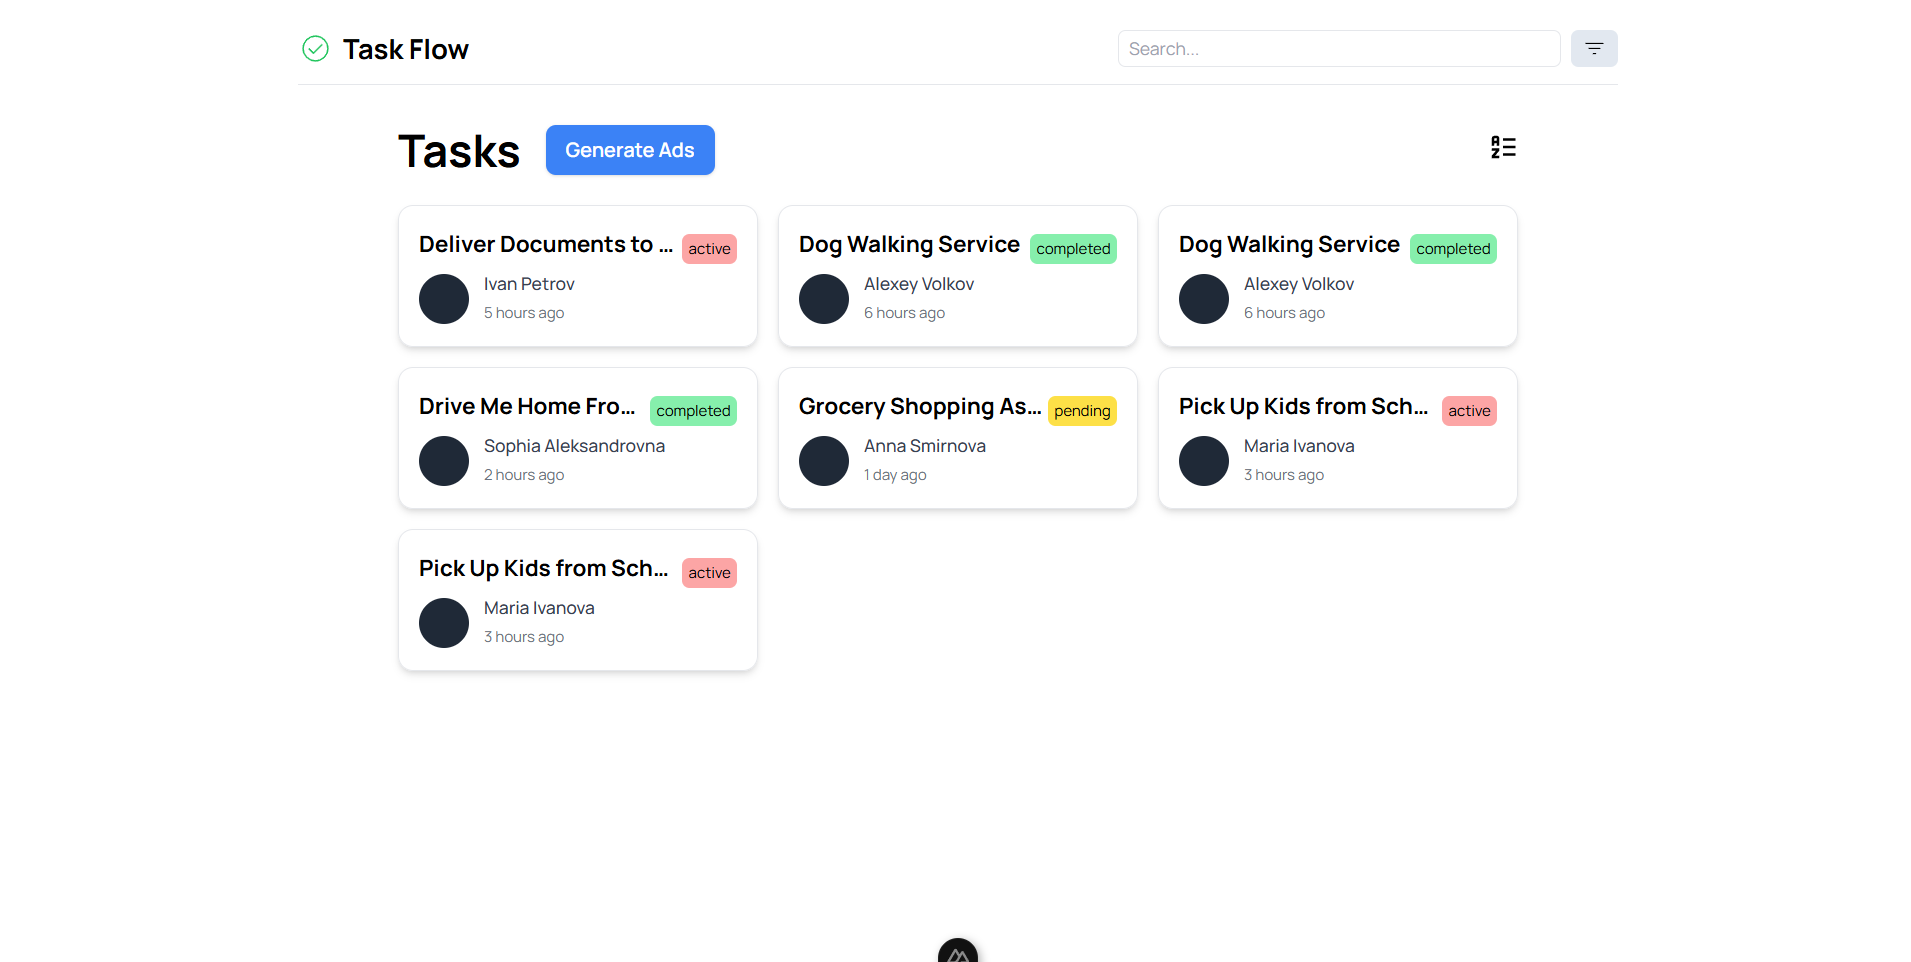 Task Flow
Search...
Tasks
Generate Ads
Deliver Documents to ...
active
Ivan Petrov
5 hours ago
Dog Walking Service
completed
Alexey Volkov
6 hours ago
Dog Walking Service
completed
Alexey Volkov
6 hours ago
Drive Me Home Fro...
completed
Sophia Aleksandrovna
2 hours ago
Grocery Shopping As...
pending
Anna Smirnova
1 day ago
Pick Up Kids from Sch...
active
Maria Ivanova
3 hours ago
Pick Up Kids from Sch...
active
Maria Ivanova
3 hours ago